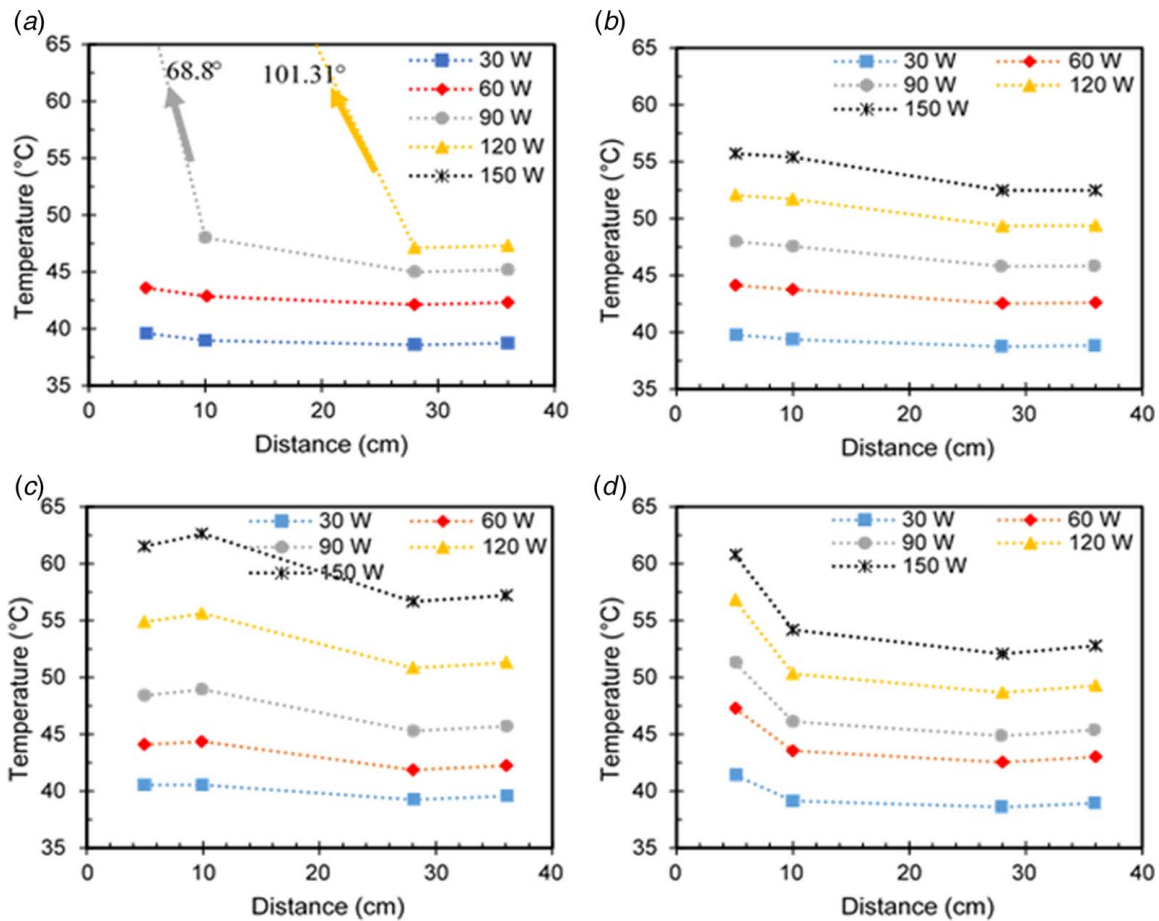 (a)
65
60
55
50
45
40
35
Temperature (°C)
0 10 20 30 40
Distance (cm)
68.8°
101.31°
30 W
60 W
90 W
120 W
150 W
(b)
65
60
55
50
45
40
35
Temperature (°C)
0 10 20 30 40
Distance (cm)
30 W 60 W
90 W 120 W
150 W
(c)
65
60
55
50
45
40
35
Temperature (°C)
0 10 20 30 40
Distance (cm)
30 W 60 W
90 W 120 W
150 W
(d)
65
60
55
50
45
40
35
Temperature (°C)
0 10 20 30 40
Distance (cm)
30 W 60 W
90 W 120 W
150 W